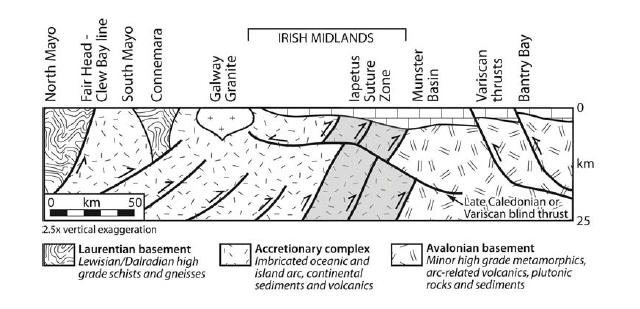 IRISH MIDLANDS
North Mayo
Fair Head -
Clew Bay line
South Mayo
Connemara
Galway
Granite
Iapetus
Suture
Zone
Munster
Basin
Variscan
thrusts
Bantry Bay
0
km
25
0 km 50
Late Caledonian or
Variscan blind thrust
2.5x vertical exaggeration
Laurentian basement
Lewisian/Dalradian high
grade schists and gneisses
Accretionary complex
Imbricated oceanic and
island arc, continental
sediments and volcanics
Avalonian basement
Minor high grade metamorphics,
arc-related volcanics, plutonic
rocks and sediments